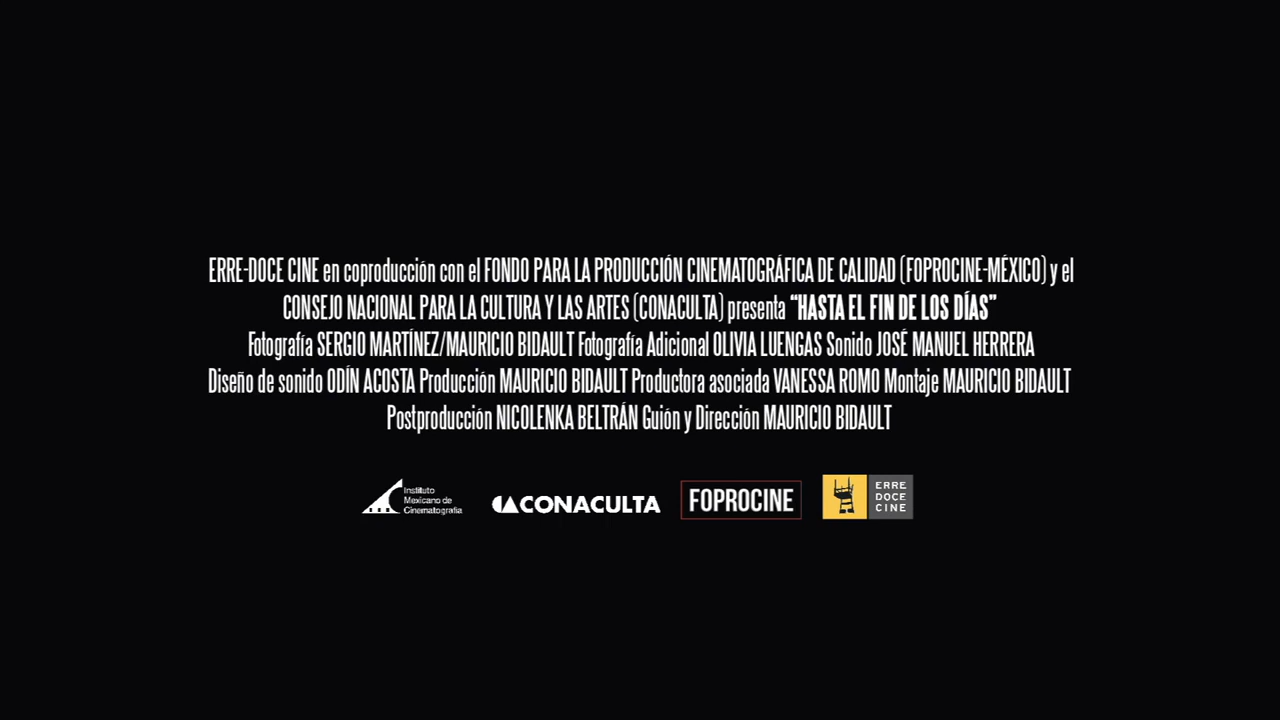 ERRE-DOCE CINE en coproducción con el FONDO PARA LA PRODUCCIÓN CINEMATOGRÁFICA DE CALIDAD (FOPROCINE-MÉXICO) y el
CONSEJO NACIONAL PARA LA CULTURA Y LAS ARTES (CONACULTA) presenta “HASTA EL FIN DE LOS DÍAS”
Fotografía SERGIO MARTÍNEZ/MAURICIO BIDAULT Fotografía Adicional OLIVIA LUENGAS Sonido JOSÉ MANUEL HERRERA
Diseño de sonido ODÍN ACOSTA Producción MAURICIO BIDAULT Productora asociada VANESSA ROMO Montaje MAURICIO BIDAULT
Postproducción NICOLENKA BELTRÁN Guión y Dirección MAURICIO BIDAULT
Instituto
Mexicano de
Cinematografía
CONACULTA
FOPROCINE
ERRE
DOCE
CINE